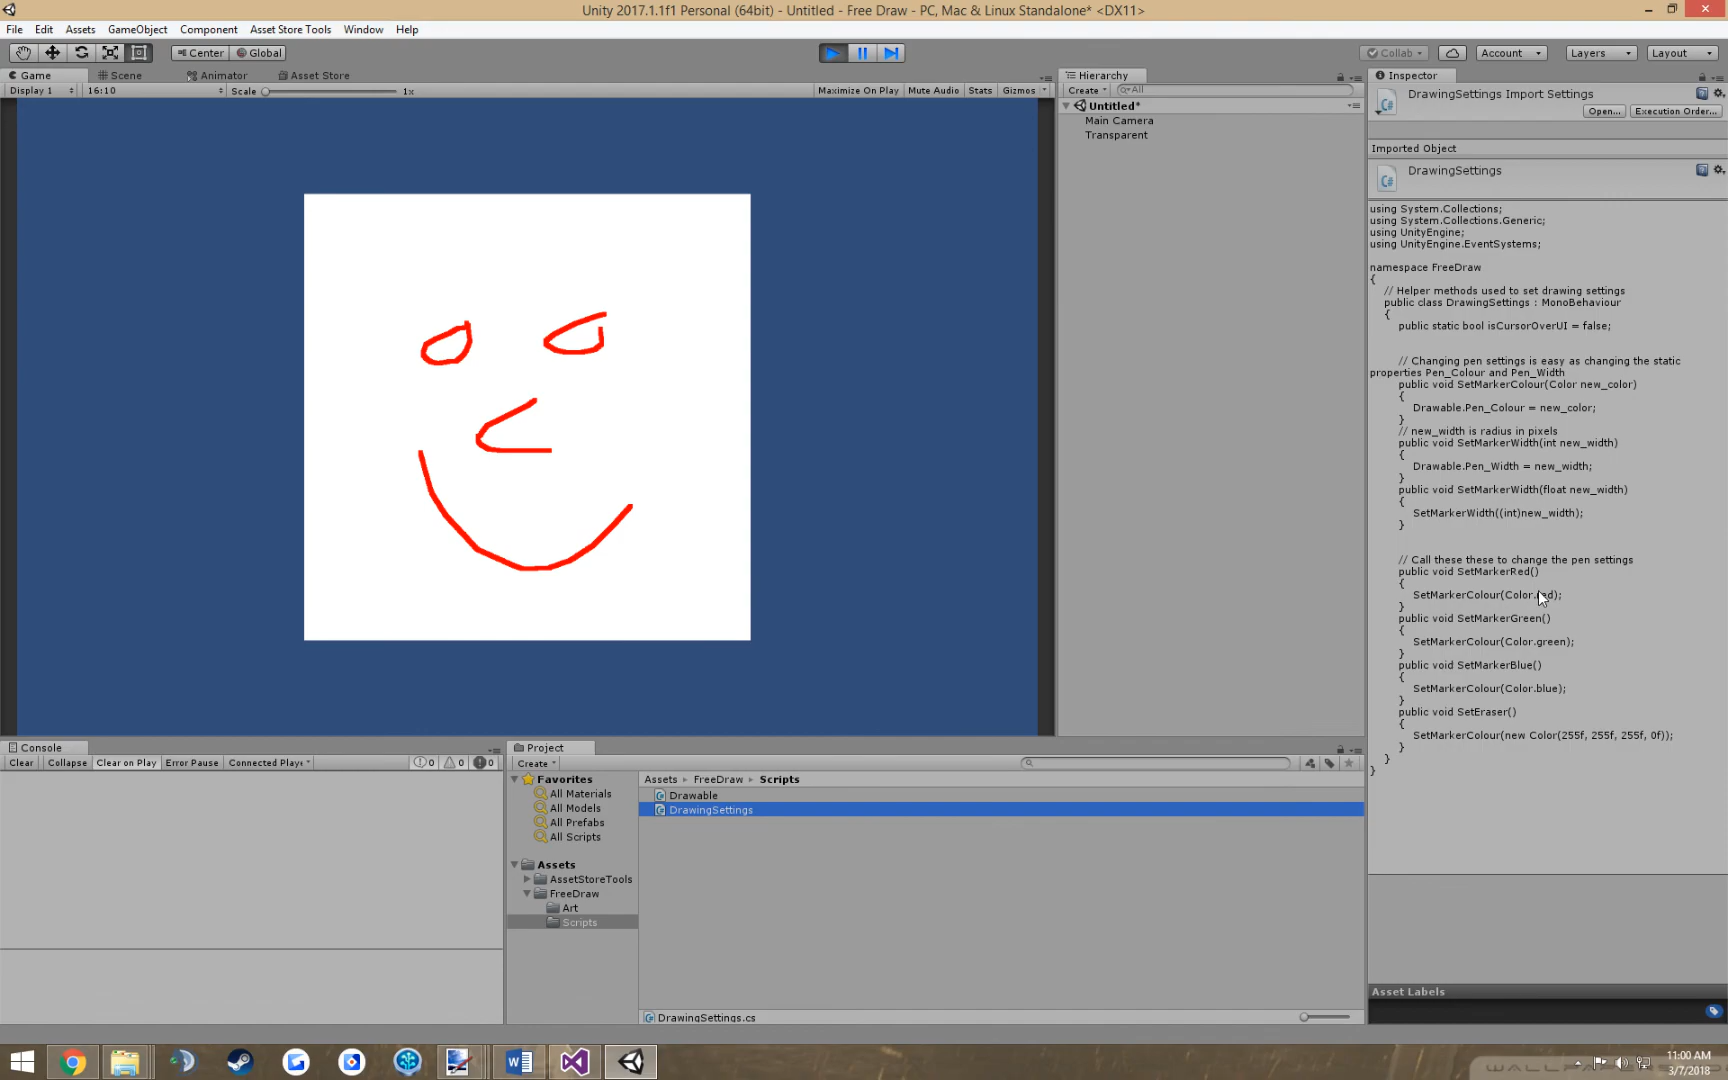 Unity 2017.1.1f1 Personal (64bit) - Untitled - Free Draw - PC, Mac & Linux Standalone* <DX11>
File Edit Assets GameObject Component Asset Store Tools Window Help
Center Global Collab Account Layers Layout
Game Scene Animator Asset Store
Display 1 16:10 Scale 1x Maximize On Play Mute Audio Stats Gizmos
Hierarchy
Create All
Untitled*
Main Camera
Transparent
Inspector
DrawingSettings Import Settings
Open... Execution Order...
Imported Object
DrawingSettings
using System.Collections;
using System.Collections.Generic;
using UnityEngine;
using UnityEngine.EventSystems;
namespace FreeDraw
{
// Helper methods used to set drawing settings
public class DrawingSettings : MonoBehaviour
{
public static bool isCursorOverUI = false;
// Changing pen settings is easy as changing the static
properties Pen_Colour and Pen_Width
public void SetMarkerColour(Color new_color)
{
Drawable.Pen_Colour = new_color;
}
// new_width is radius in pixels
public void SetMarkerWidth(int new_width)
{
Drawable.Pen_Width = new_width;
}
public void SetMarkerWidth(float new_width)
{
SetMarkerWidth((int)new_width);
}
// Call these these to change the pen settings
public void SetMarkerRed()
{
SetMarkerColour(Color.red);
}
public void SetMarkerGreen()
{
SetMarkerColour(Color.green);
}
public void SetMarkerBlue()
{
SetMarkerColour(Color.blue);
}
public void SetEraser()
{
SetMarkerColour(new Color(255f, 255f, 255f, 0f));
}
}
}
Asset Labels
Console
Clear Collapse Clear on Play Error Pause Connected Playe 0 0 0
Project
Create
Favorites
All Materials
All Models
All Prefabs
All Scripts
Assets
AssetStoreTools
FreeDraw
Art
Scripts
Assets FreeDraw Scripts
Drawable
DrawingSettings
DrawingSettings.cs
11:00 AM
3/7/2018